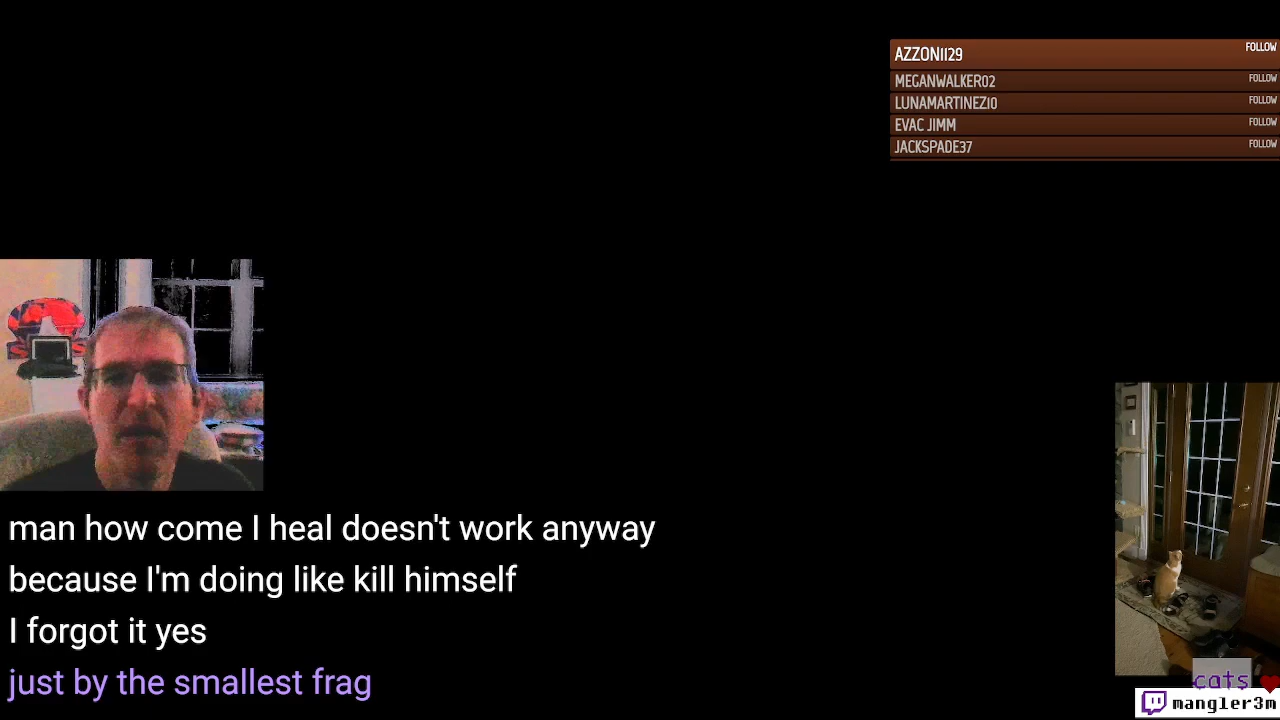 AZZON1129 FOLLOW
MEGANWALKER02 FOLLOW
LUNAMARTINEZ10 FOLLOW
EVAC JIMM FOLLOW
JACKSPADE37 FOLLOW
man how come I heal doesn't work anyway
because I'm doing like kill himself
I forgot it yes
just by the smallest frag
cats
mangler3m